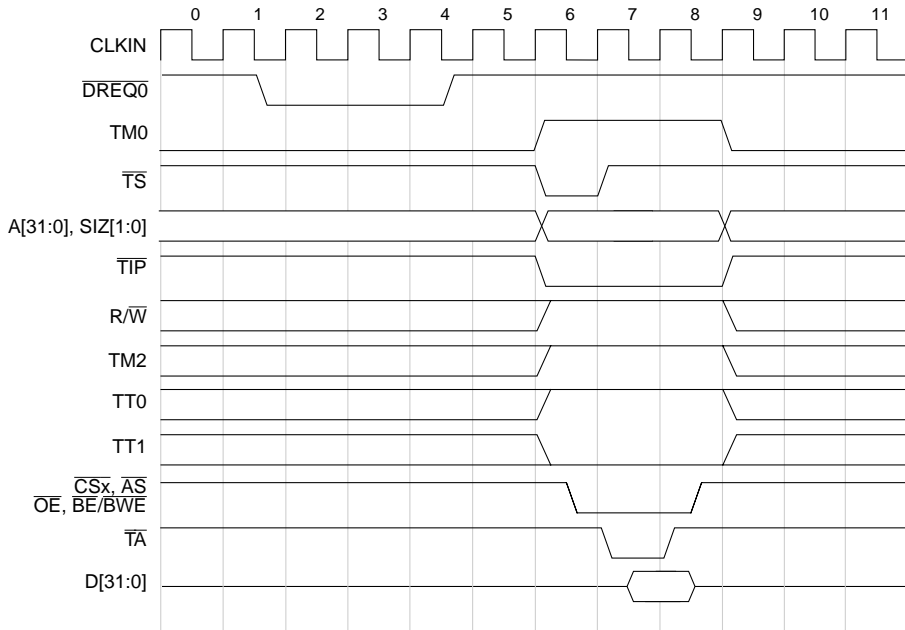 0 1 2 3 4 5 6 7 8 9 10 11
CLKIN
DREQ0
TM0
TS
A[31:0], SIZ[1:0]
TIP
R/W
TM2
TT0
TT1
CSx, AS
OE, BE/BWE
TA
D[31:0]